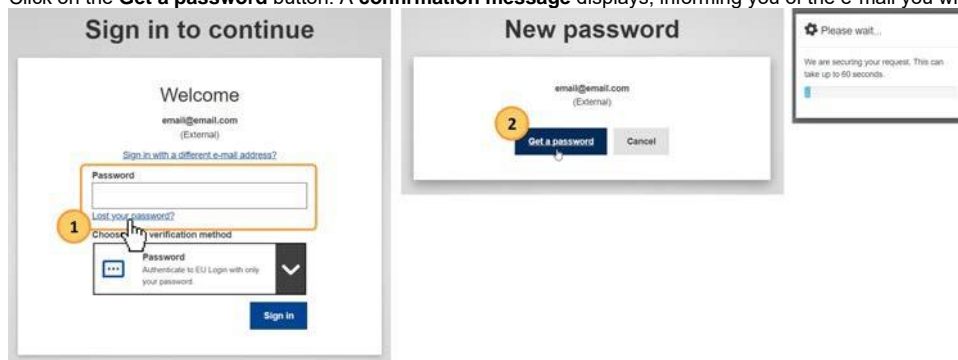 Click on the Get a password button. A confirmation message displays, informing you of the e-mail you wi
Sign in to continue
Welcome
email@email.com
(External)
Sign in with a different e-mail address?
Password
Lost your password?
1
Choose verification method
Password
Authenticate to EU Login with only
your password
Sign in
New password
email@email.com
(External)
2
Get a password
Cancel
Please wait...
We are securing your request. This can
take up to 60 seconds.